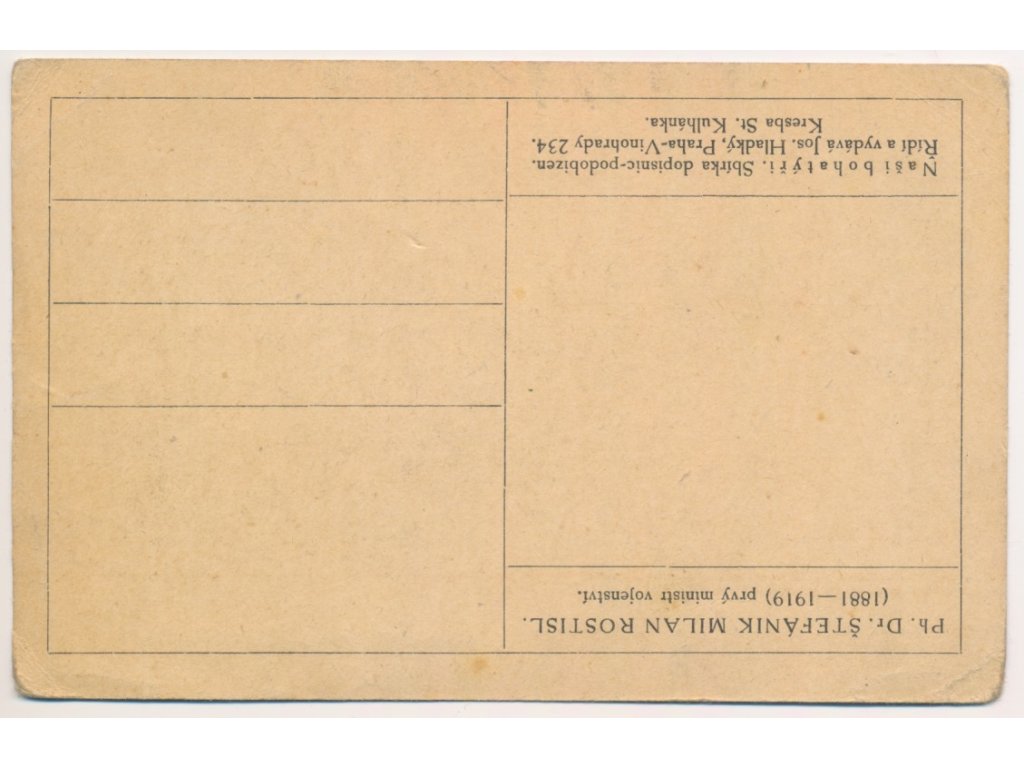 Ph. Dr. ŠTEFÁNIK MILAN ROSTISL.
(1881—1919) prvý ministr vojenství.
Naši bohatýři. Sbírka dopisnic-podobizen.
Řídí a vydává Jos. Hladký, Praha-Vinohrady 234.
Kresba St. Kulhánka.